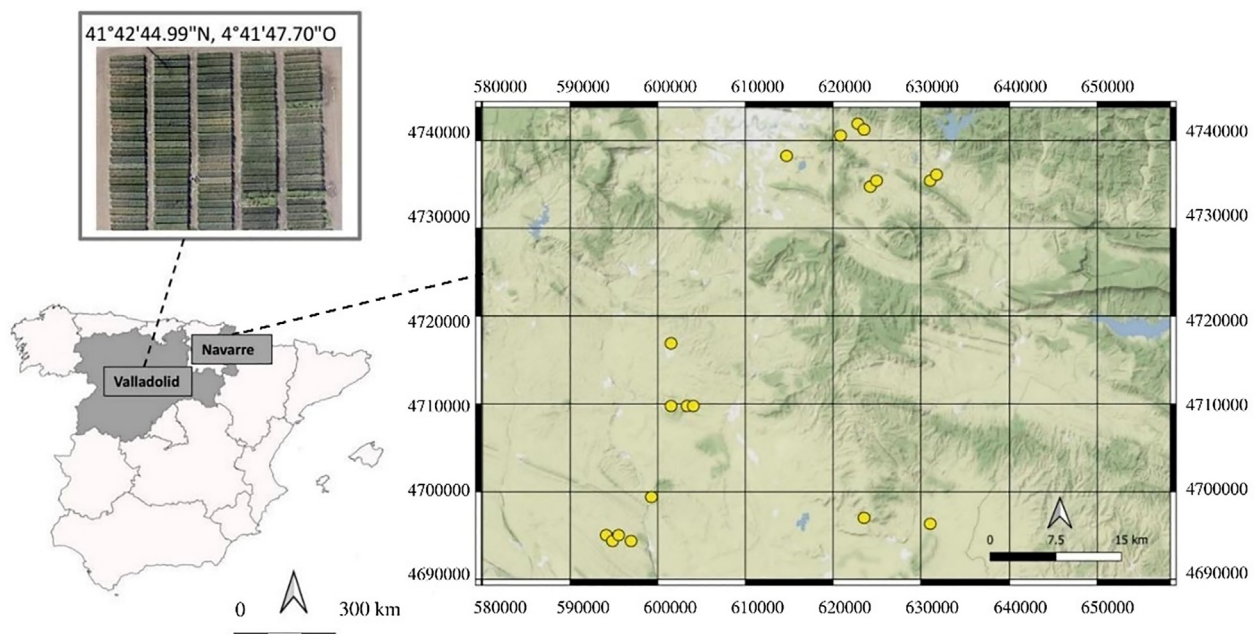 41°42'44.99"N, 4°41'47.70"O
Navarre
Valladolid
0 300 km
580000 590000 600000 610000 620000 630000 640000 650000
4740000 4740000
4730000 4730000
4720000 4720000
4710000 4710000
4700000 4700000
4690000 4690000
0 7.5 15 km
580000 590000 600000 610000 620000 630000 640000 650000